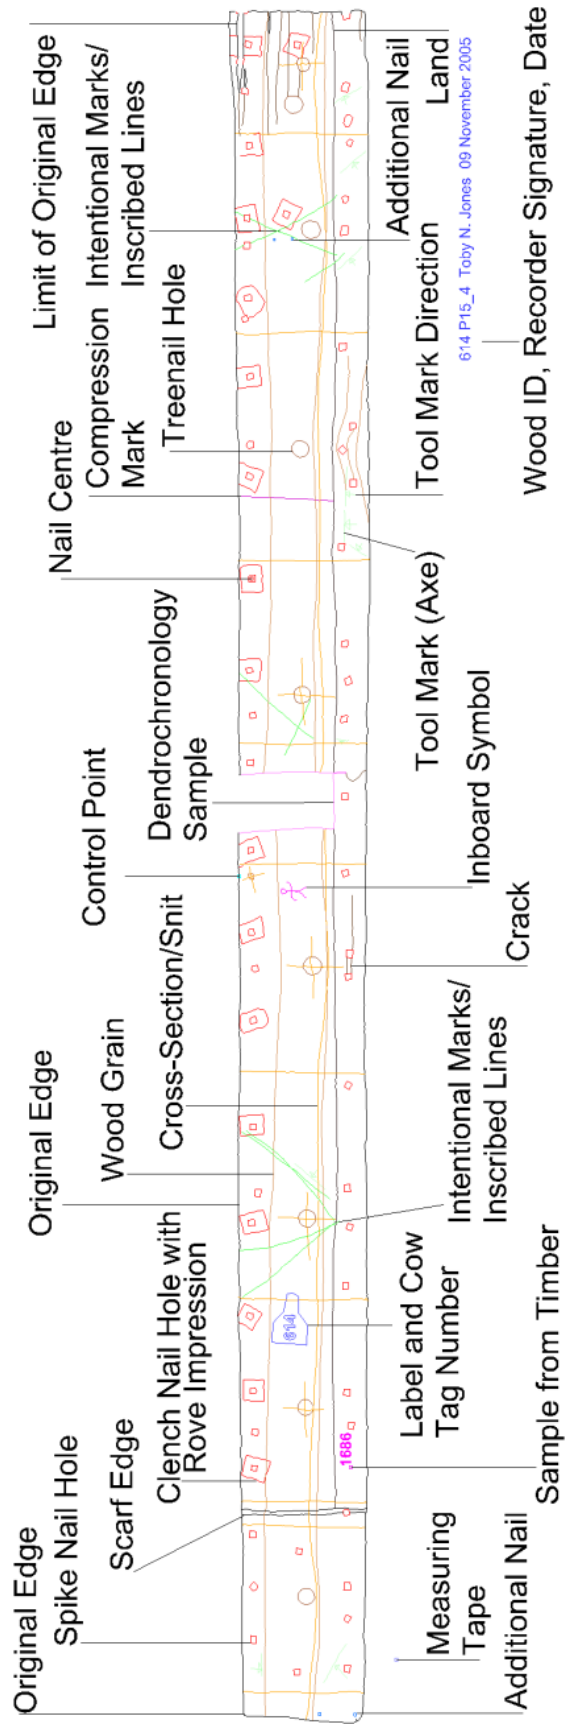 Original Edge
Spike Nail Hole
Scarf Edge
Clench Nail Hole with
Rove Impression
Original Edge
Wood Grain
Cross-Section/Snit
Control Point
Dendrochronology
Sample
Nail Centre
Compression
Mark
Treenail Hole
Limit of Original Edge
Intentional Marks/
Inscribed Lines
614
1686
Additional Nail
Measuring
Tape
Sample from Timber
Label and Cow
Tag Number
Intentional Marks/
Inscribed Lines
Crack
Inboard Symbol
Tool Mark (Axe)
Tool Mark Direction
Additional Nail
Land
614 P15_4 Toby N. Jones 09 November 2005
Wood ID, Recorder Signature, Date